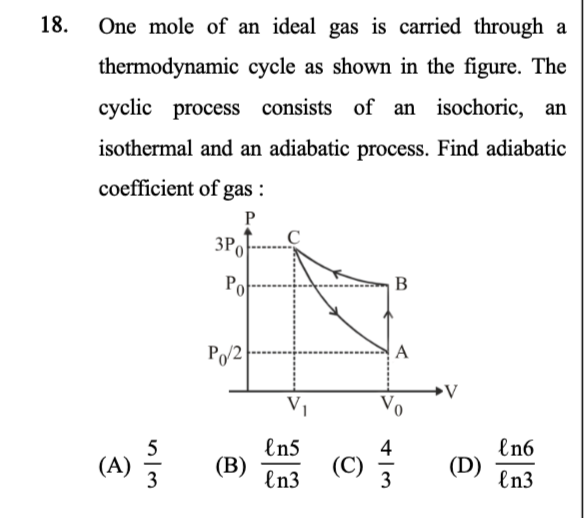 18. One mole of an ideal gas is carried through a
thermodynamic cycle as shown in the figure. The
cyclic process consists of an isochoric, an
isothermal and an adiabatic process. Find adiabatic
coefficient of gas :
P
3P₀ C
P₀ B
P₀/2 A
V
V₁ V₀
(A) 5/3 (B) ℓn5/ℓn3 (C) 4/3 (D) ℓn6/ℓn3